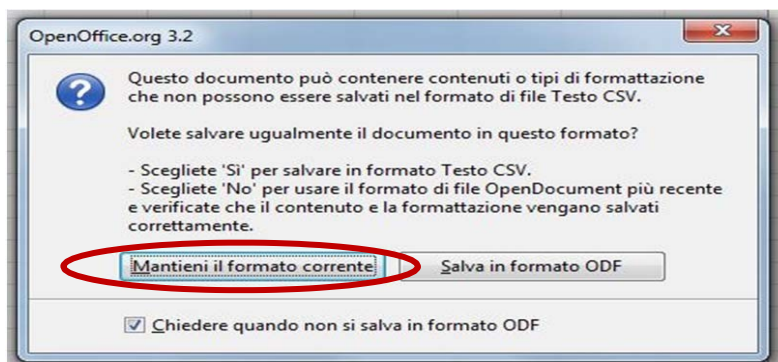 OpenOffice.org 3.2
Questo documento può contenere contenuti o tipi di formattazione
che non possono essere salvati nel formato di file Testo CSV.
Volete salvare ugualmente il documento in questo formato?
- Scegliete 'Sì' per salvare in formato Testo CSV.
- Scegliete 'No' per usare il formato di file OpenDocument più recente
e verificate che il contenuto e la formattazione vengano salvati
correttamente.
Mantieni il formato corrente Salva in formato ODF
Chiedere quando non si salva in formato ODF